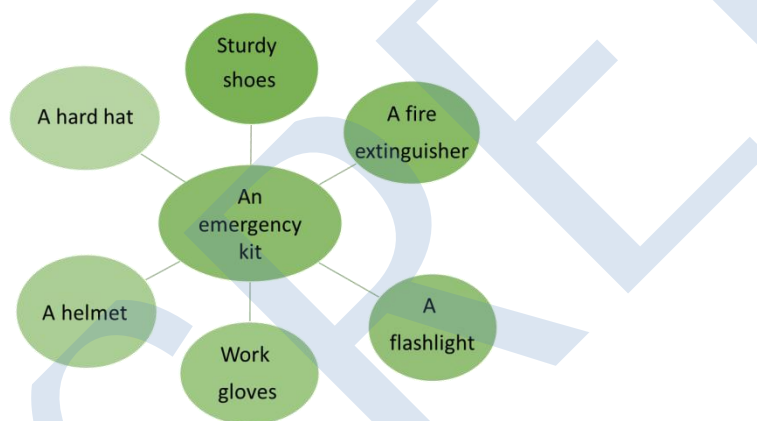 Sturdy
shoes
A hard hat
A fire
extinguisher
An
emergency
kit
A helmet
A
flashlight
Work
gloves